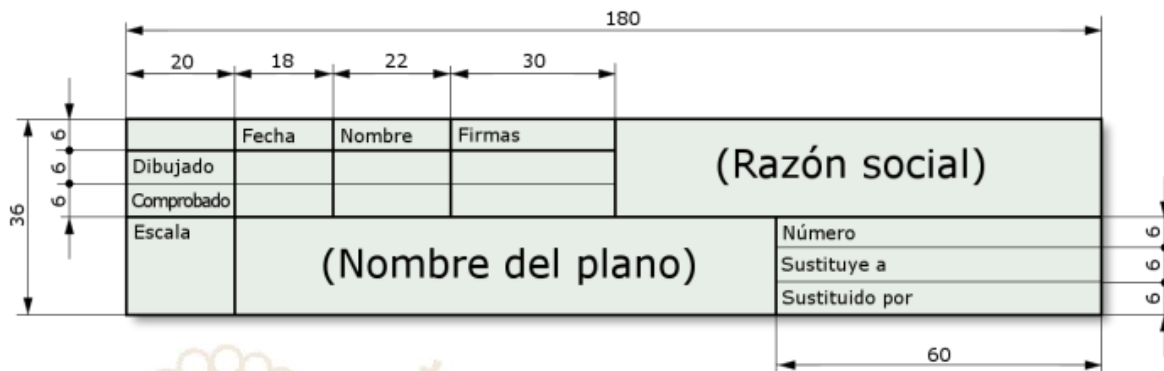 180
20 18 22 30
6 Fecha Nombre Firmas (Razón social)
6 Dibujado
6 Comprobado
36
Escala (Nombre del plano) Número 6
Sustituye a 6
Sustituido por 6
60